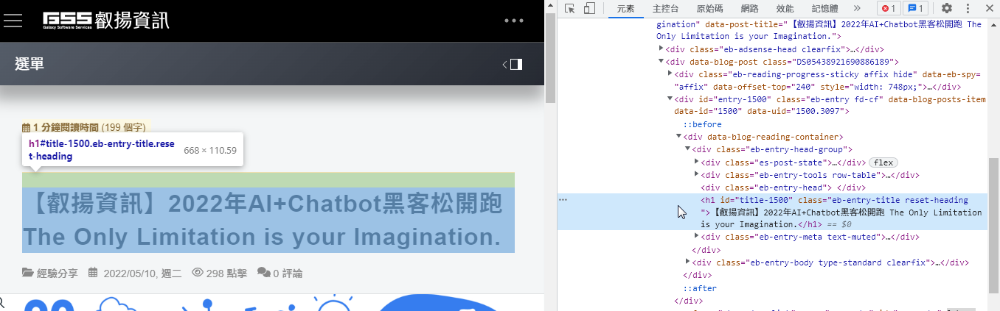 GSS 叡揚資訊
Galaxy Software Services
選單
1 分鐘閱讀時間 (199 個字)
h1#title-1500.eb-entry-title.rese
t-heading
668 × 110.59
【叡揚資訊】2022年AI+Chatbot黑客松開跑
The Only Limitation is your Imagination.
經驗分享 2022/05/10, 週二 298 點擊 0 評論
元素 主控台 原始碼 網路 效能 記憶體 » 1 1
gination" data-post-title="【叡揚資訊】2022年AI+Chatbot黑客松開跑 The
Only Limitation is your Imagination.">
<div class="eb-adsense-head clearfix">…</div>
<div data-blog-post class="DS05438921690886189">
<div class="eb-reading-progress-sticky affix hide" data-eb-spy=
"affix" data-offset-top="240" style="width: 748px;">…</div>
<div id="entry-1500" class="eb-entry fd-cf" data-blog-posts-item
data-id="1500" data-uid="1500.3097">
::before
<div data-blog-reading-container>
<div class="eb-entry-head-group">
<div class="es-post-state">…</div> flex
<div class="eb-entry-tools row-table">…</div>
<div class="eb-entry-head"> </div>
<h1 id="title-1500" class="eb-entry-title reset-heading
">【叡揚資訊】2022年AI+Chatbot黑客松開跑 The Only Limitation
is your Imagination.</h1> == $0
<div class="eb-entry-meta text-muted">…</div>
</div>
<div class="eb-entry-body type-standard clearfix">…</div>
</div>
::after
</div>